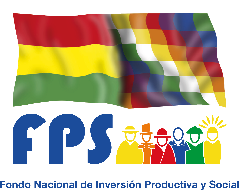 FPS
Fondo Nacional de Inversión Productiva y Social